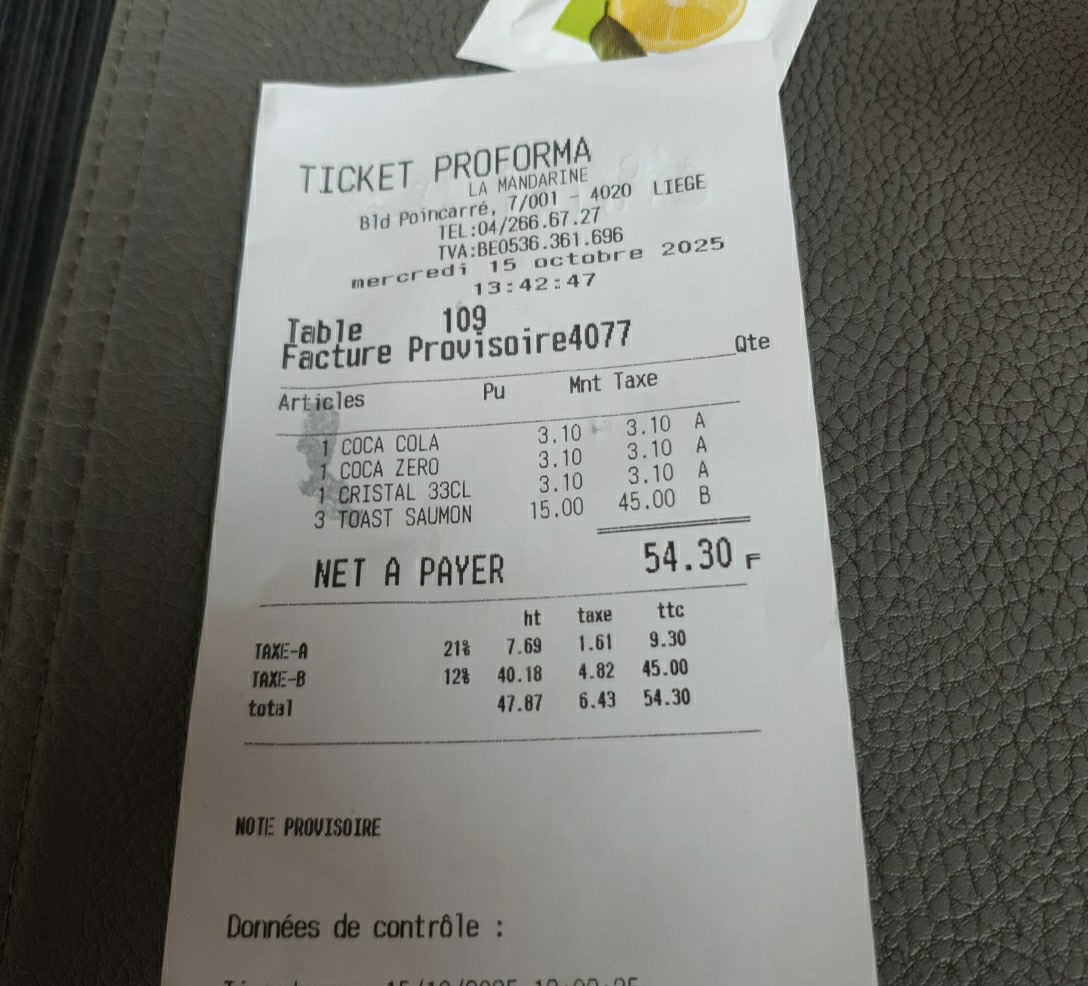 TICKET PROFORMA
LA MANDARINE
Bld Poincarré, 7/001 - 4020 LIEGE
TEL:04/266.67.27
TVA:BE0536.361.696
mercredi 15 octobre 2025
13:42:47
Table 109
Facture Provisoire4077
Qte
Articles Pu Mnt Taxe
1 COCA COLA 3.10 3.10 A
1 COCA ZERO 3.10 3.10 A
1 CRISTAL 33CL 3.10 3.10 A
3 TOAST SAUMON 15.00 45.00 B
NET A PAYER 54.30 F
ht taxe ttc
TAXE-A 21% 7.69 1.61 9.30
TAXE-B 12% 40.18 4.82 45.00
total 47.87 6.43 54.30
NOTE PROVISOIRE
Données de contrôle :